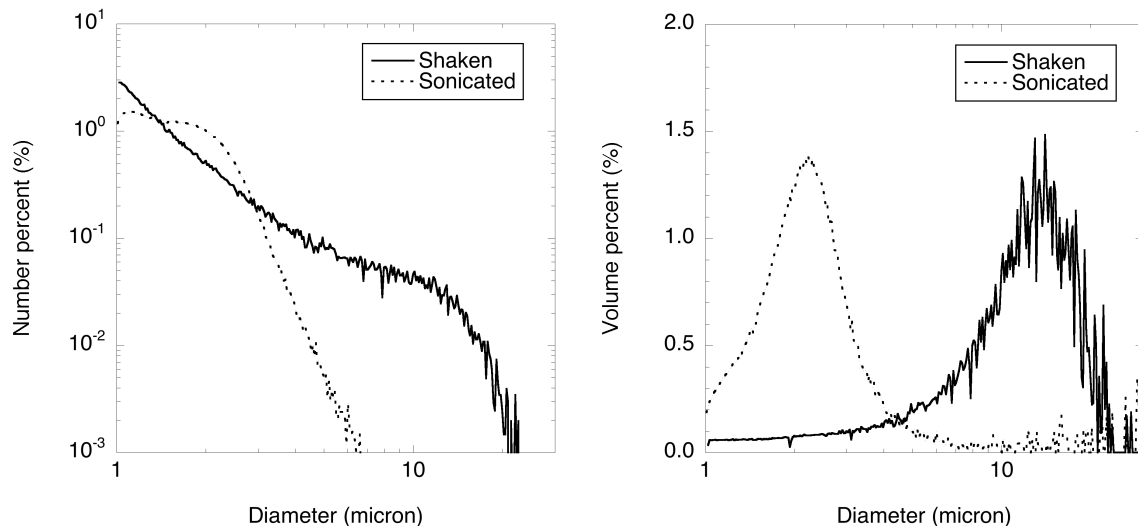 10^1
10^0
10^-1
10^-2
10^-3
Number percent (%)
Shaken
Sonicated
1
10
Diameter (micron)
2.0
1.5
1.0
0.5
0.0
Volume percent (%)
Shaken
Sonicated
1
10
Diameter (micron)